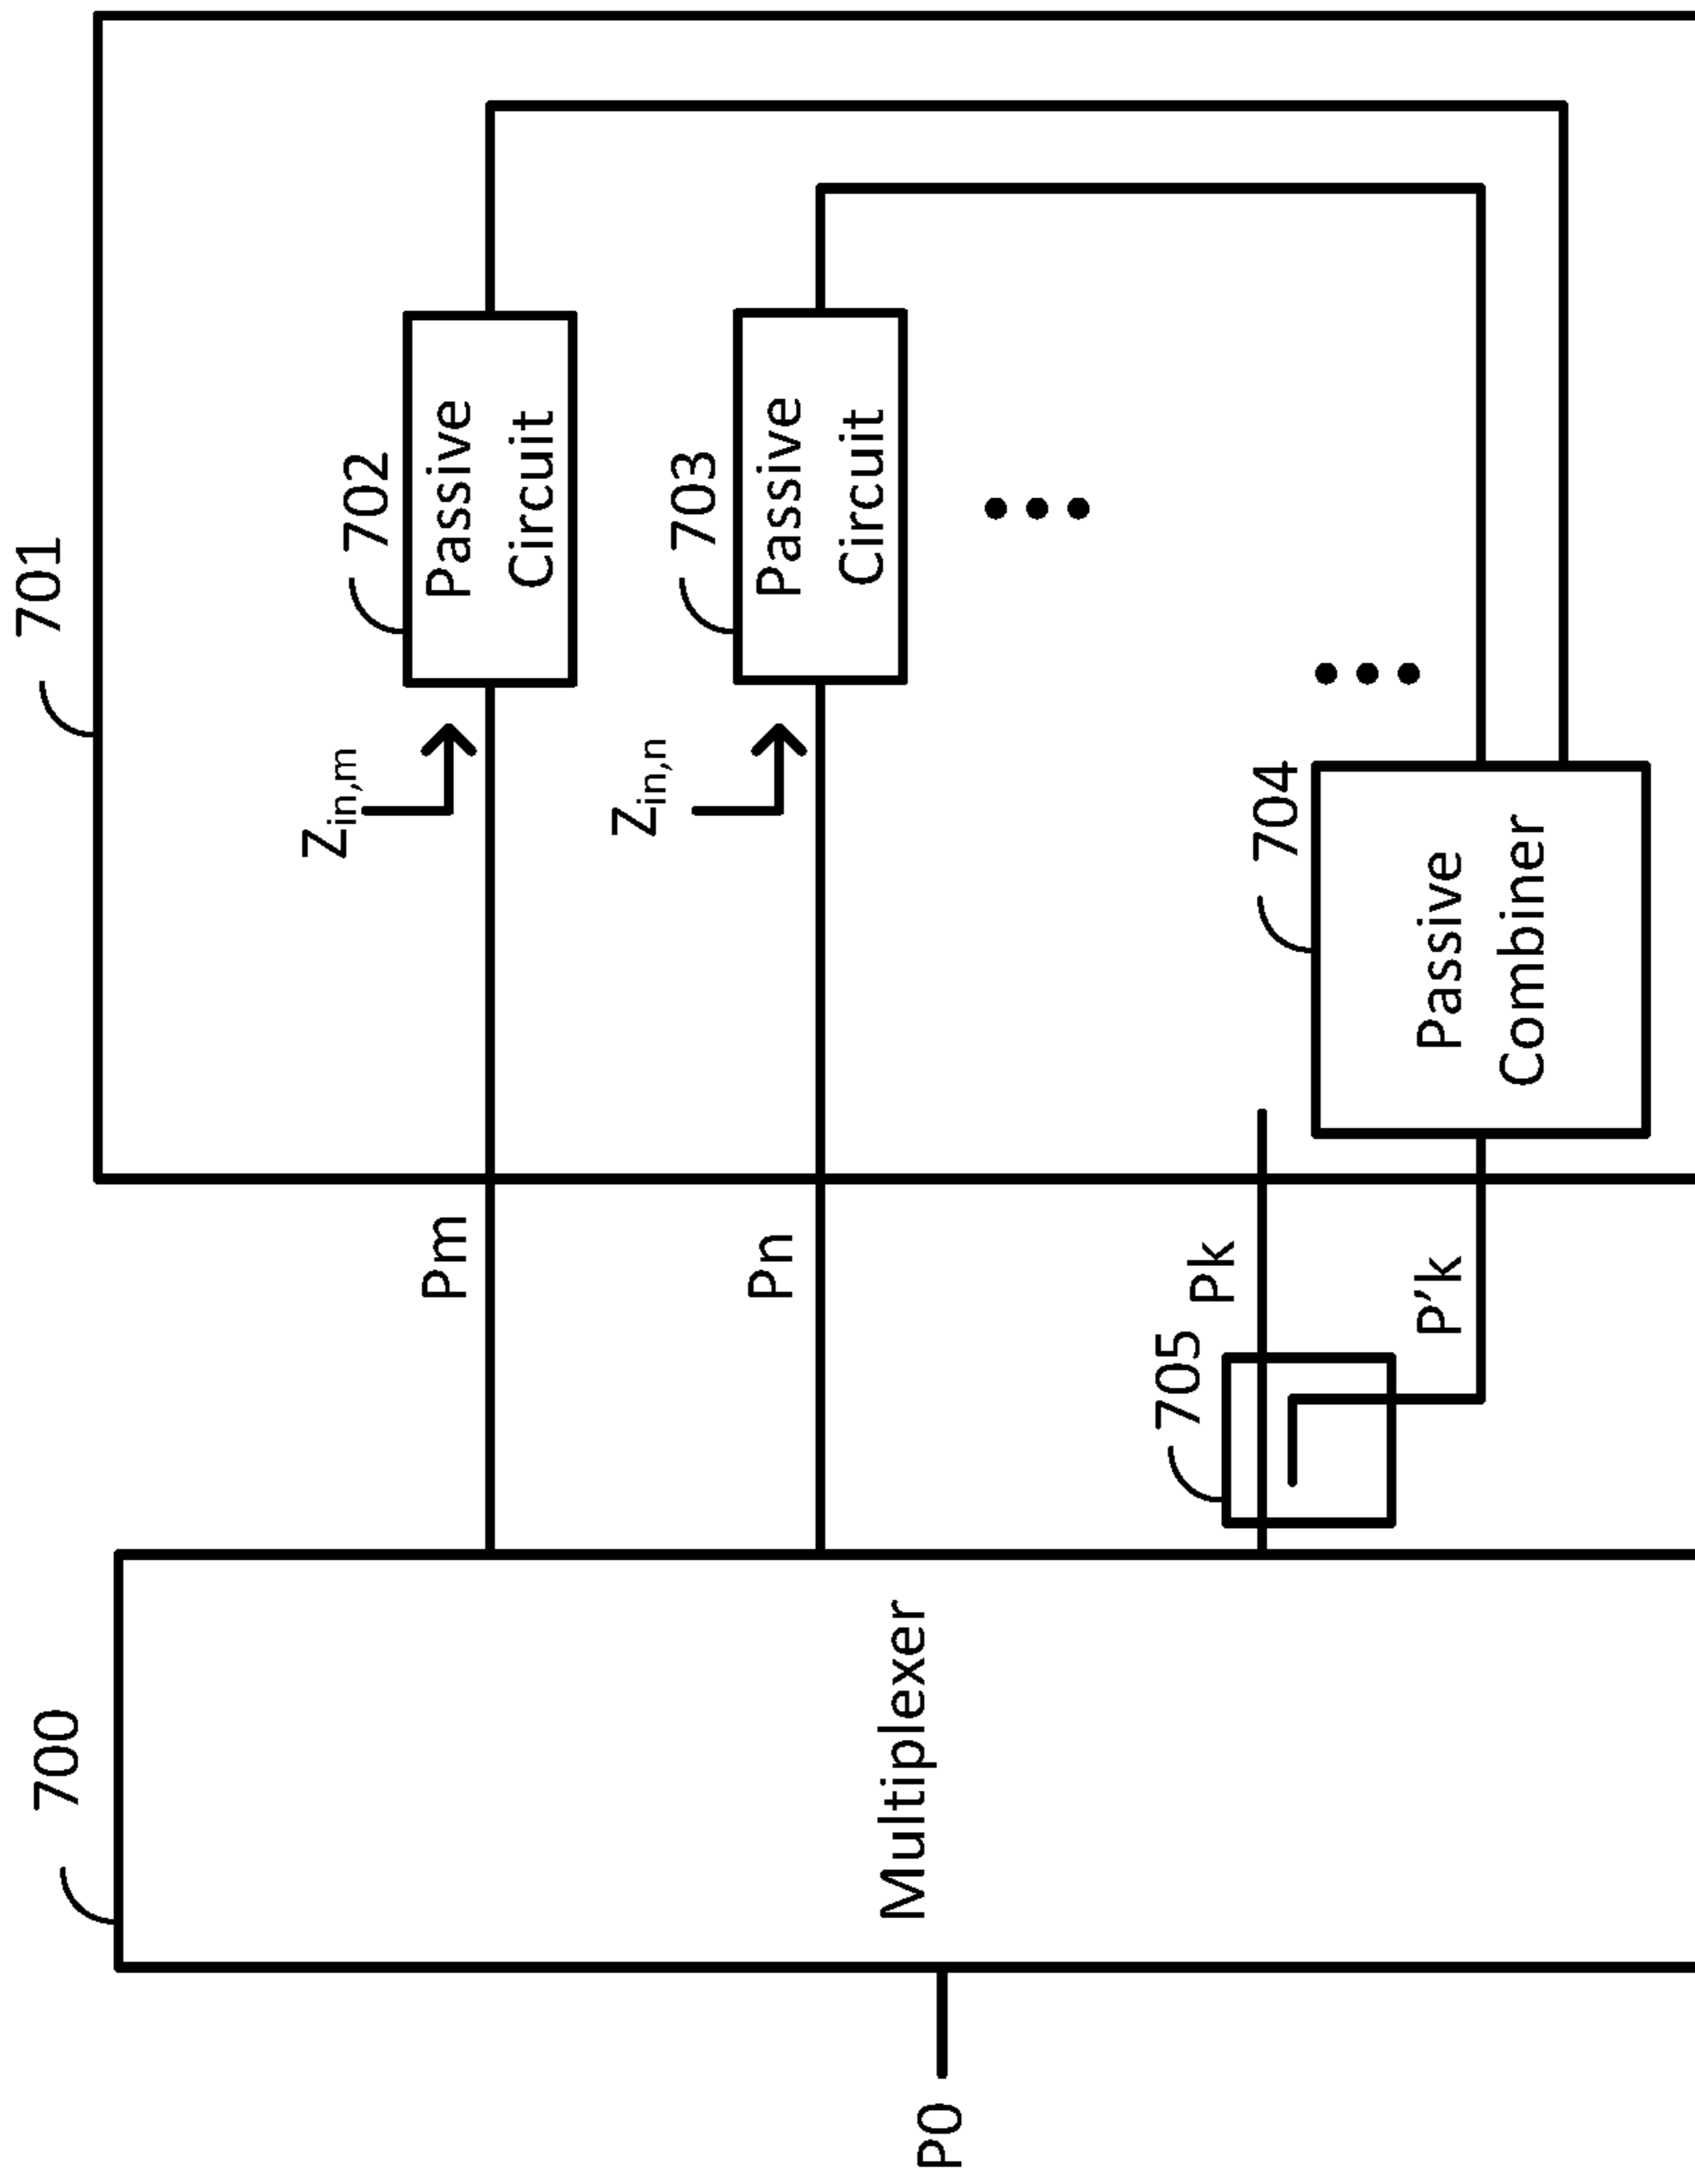 701
702
Passive
Circuit
Zin,m
703
Passive
Circuit
Zin,n
704
Passive
Combiner
Pm
Pn
Pk
P'k
705
700
Multiplexer
P0